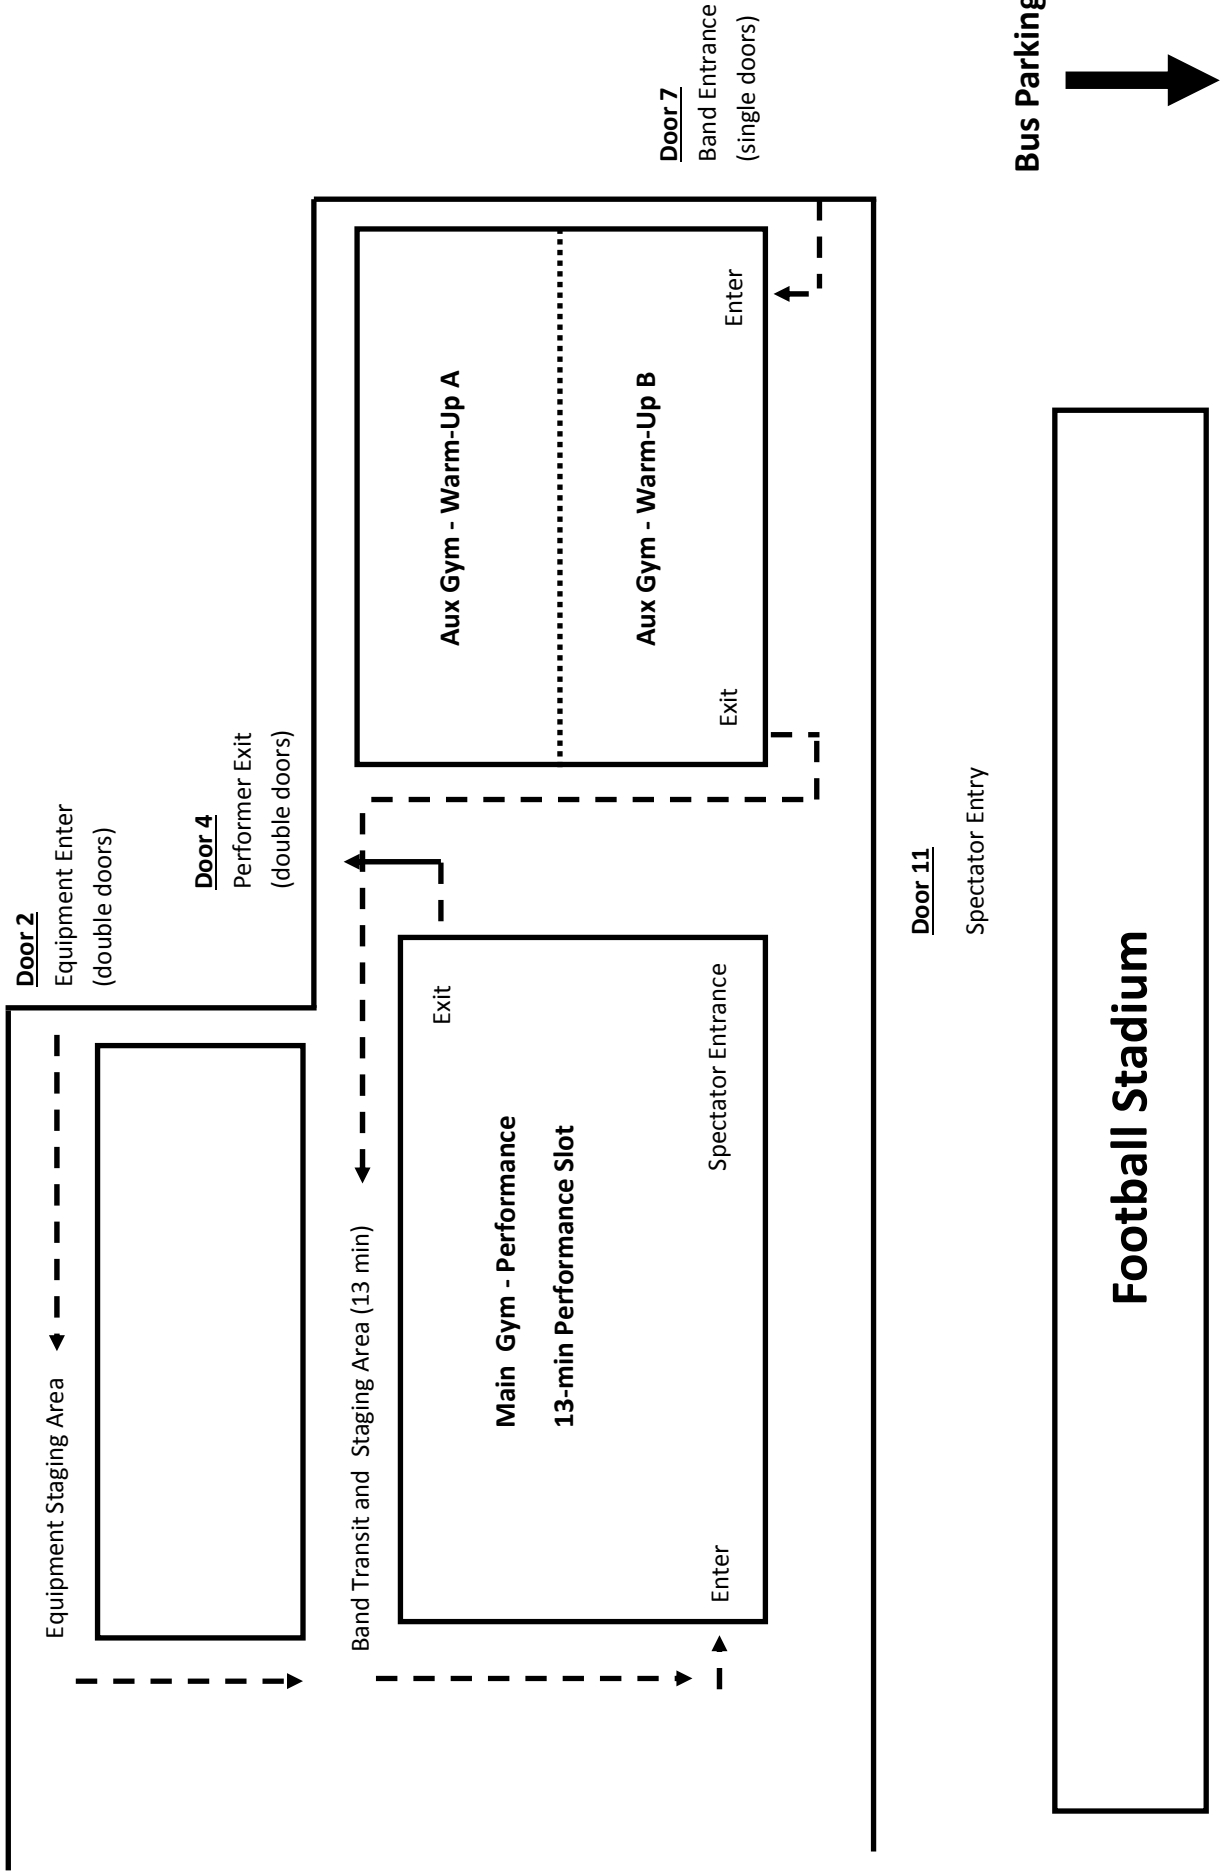 Door 2
Equipment Enter
(double doors)
Door 4
Performer Exit
(double doors)
Door 7
Band Entrance
(single doors)
Equipment Staging Area
Band Transit and Staging Area (13 min)
Exit
Main Gym - Performance
13-min Performance Slot
Enter
Spectator Entrance
Aux Gym - Warm-Up A
Aux Gym - Warm-Up B
Exit
Enter
Door 11
Spectator Entry
Bus Parking
Football Stadium